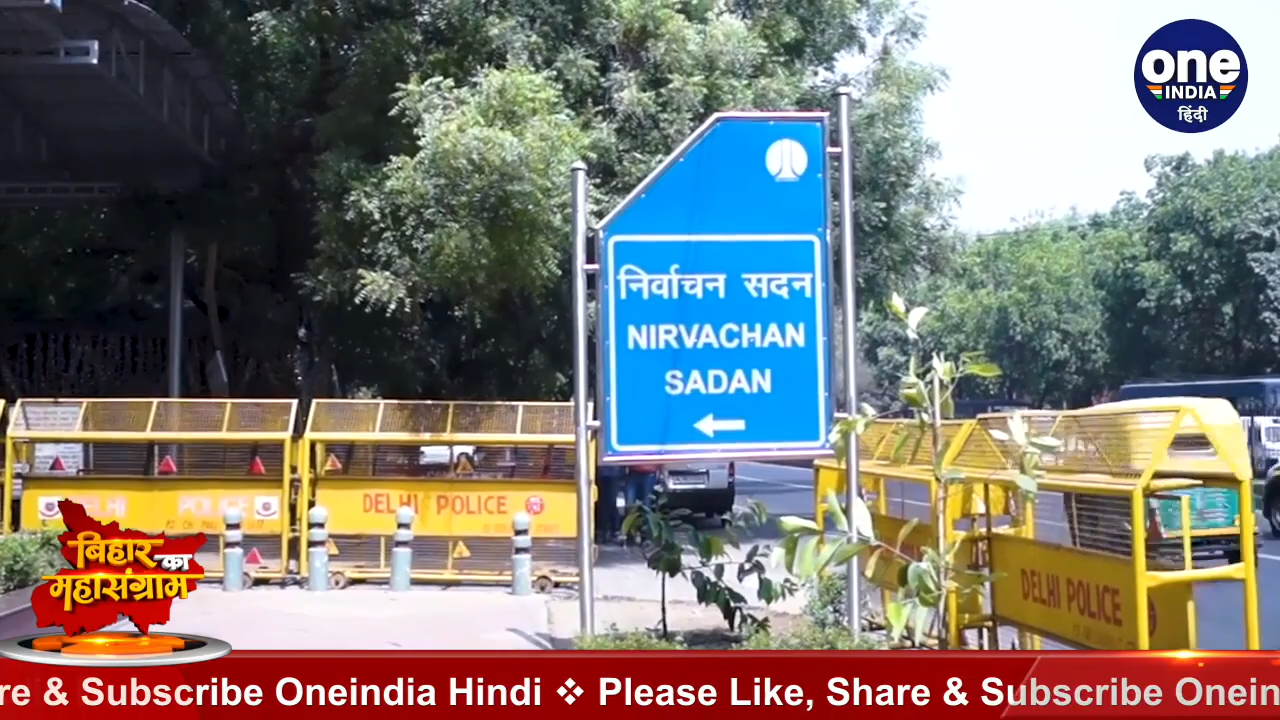 one
INDIA
हिंदी
निर्वाचन सदन
NIRVACHAN
SADAN
DELHI POLICE
DELHI POLICE
DELHI POLICE
बिहार का
महासंग्राम
re & Subscribe Oneindia Hindi ❖ Please Like, Share & Subscribe Onein